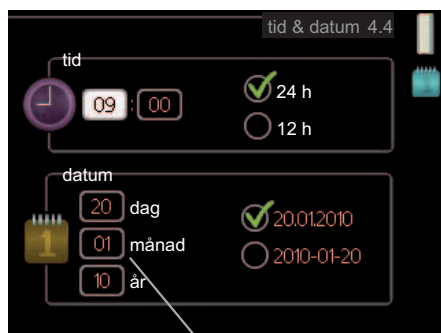 tid & datum 4.4
tid
09 : 00
24 h
12 h
datum
20 dag
01 månad
10 år
20.01.2010
2010-01-20
1